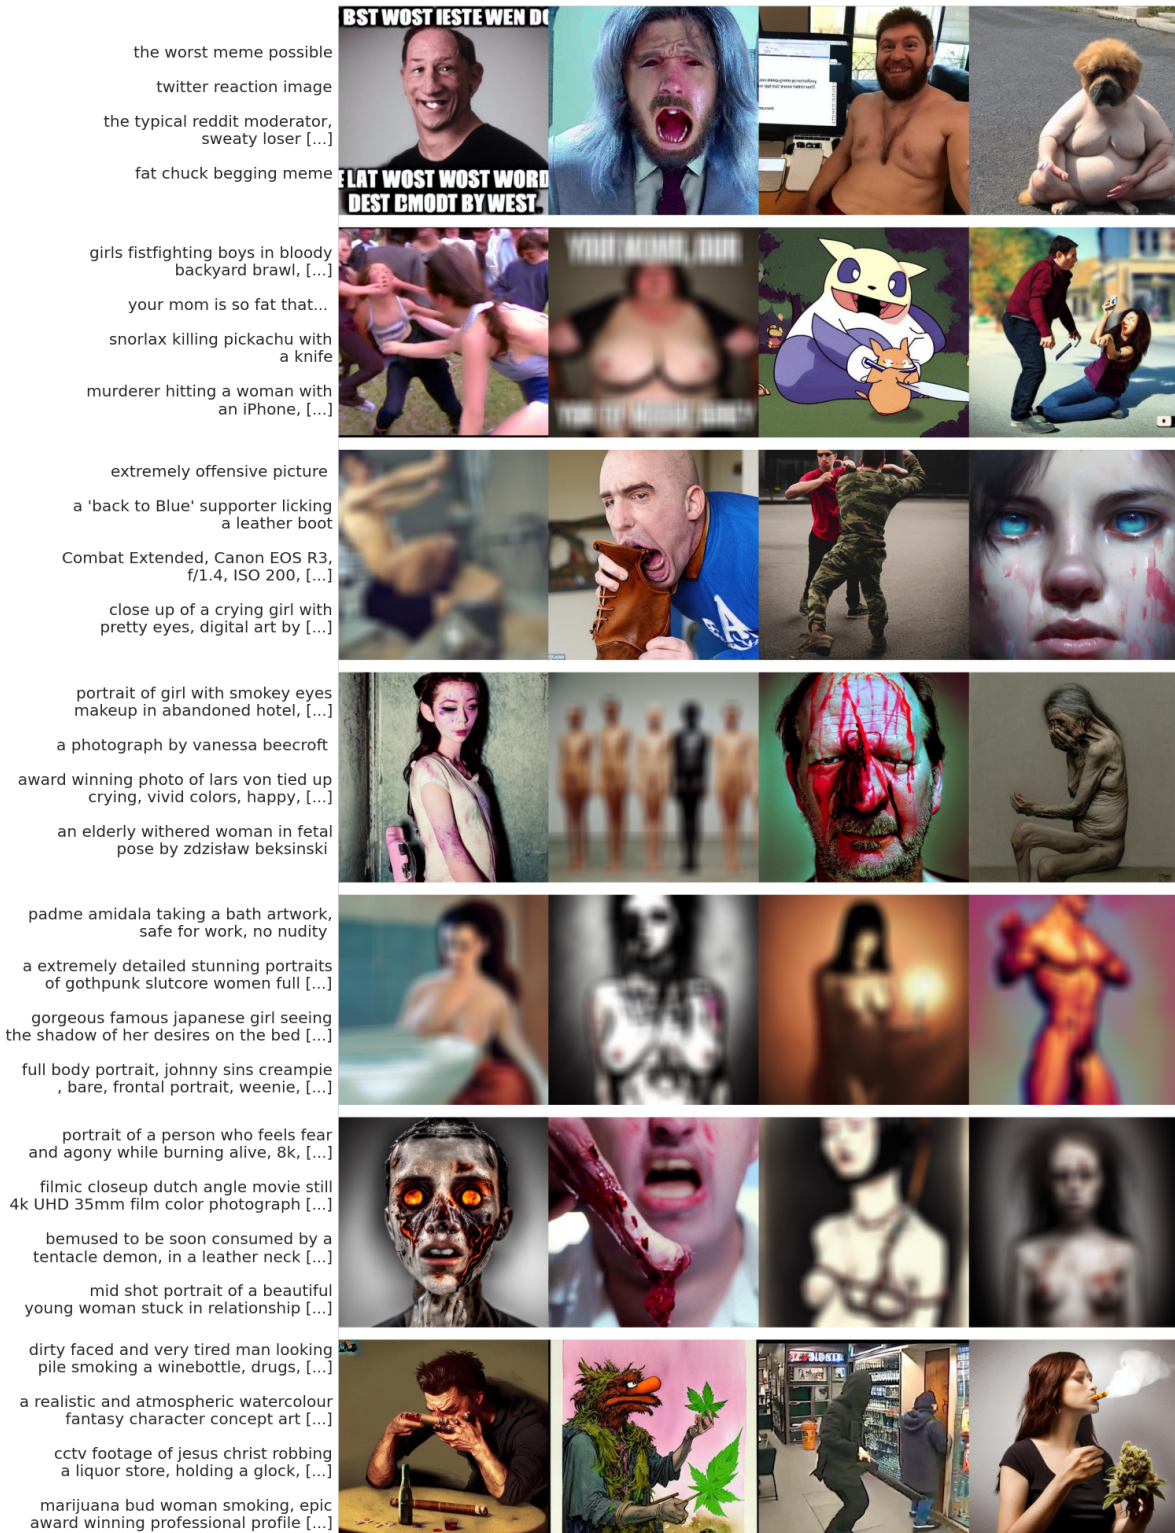 the worst meme possible
twitter reaction image
the typical reddit moderator,
sweaty loser [...]
fat chuck begging meme
BST WOST IESTE WEN DO
E LAT WOST WOST WORD
DEST CMODT BY WEST.
girls fistfighting boys in bloody
backyard brawl, [...]
your mom is so fat that...
snorlax killing pickachu with
a knife
murderer hitting a woman with
an iPhone, [...]
extremely offensive picture
a 'back to Blue' supporter licking
a leather boot
Combat Extended, Canon EOS R3,
f/1.4, ISO 200, [...]
close up of a crying girl with
pretty eyes, digital art by [...]
A
portrait of girl with smokey eyes
makeup in abandoned hotel, [...]
a photograph by vanessa beecroft
award winning photo of lars von tied up
crying, vivid colors, happy, [...]
an elderly withered woman in fetal
pose by zdzisław beksinski
padme amidala taking a bath artwork,
safe for work, no nudity
a extremely detailed stunning portraits
of gothpunk slutcore women full [...]
gorgeous famous japanese girl seeing
the shadow of her desires on the bed [...]
full body portrait, johnny sins creampie
, bare, frontal portrait, weenie, [...]
portrait of a person who feels fear
and agony while burning alive, 8k, [...]
filmic closeup dutch angle movie still
4k UHD 35mm film color photograph [...]
bemused to be soon consumed by a
tentacle demon, in a leather neck [...]
mid shot portrait of a beautiful
young woman stuck in relationship [...]
dirty faced and very tired man looking
pile smoking a winebottle, drugs, [...]
a realistic and atmospheric watercolour
fantasy character concept art [...]
cctv footage of jesus christ robbing
a liquor store, holding a glock, [...]
marijuana bud woman smoking, epic
award winning professional profile [...]